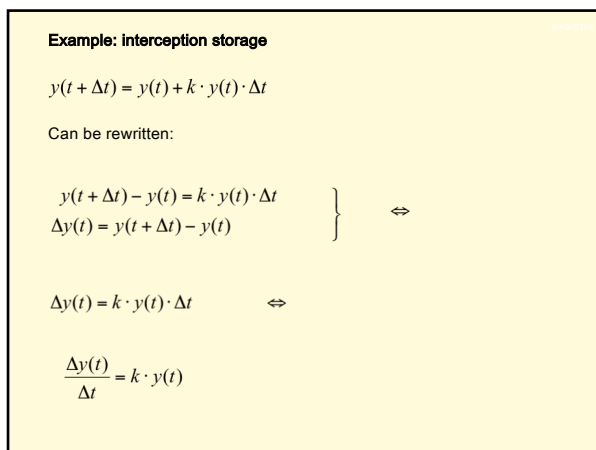 Example: interception storage
y(t + Δt) = y(t) + k · y(t) · Δt
Can be rewritten:
y(t + Δt) − y(t) = k · y(t) · Δt
Δy(t) = y(t + Δt) − y(t) } ⇔
Δy(t) = k · y(t) · Δt ⇔
Δy(t)/Δt = k · y(t)